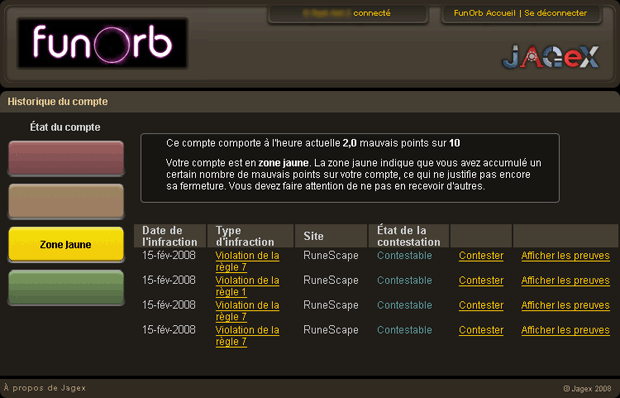 connecté
FunOrb Accueil | Se déconnecter
funOrb
JAGeX
Historique du compte
État du compte
Ce compte comporte à l'heure actuelle 2,0 mauvais points sur 10
Votre compte est en zone jaune. La zone jaune indique que vous avez accumulé un
certain nombre de mauvais points sur votre compte, ce qui ne justifie pas encore
sa fermeture. Vous devez faire attention de ne pas en recevoir d'autres.
Zone Jaune
Date de l'infraction Type d'infraction Site État de la contestation
15-fév-2008 Violation de la règle 7 RuneScape Contestable Contester Afficher les preuves
15-fév-2008 Violation de la règle 1 RuneScape Contestable Contester Afficher les preuves
15-fév-2008 Violation de la règle 7 RuneScape Contestable Contester Afficher les preuves
15-fév-2008 Violation de la règle 7 RuneScape Contestable Contester Afficher les preuves
À propos de Jagex
© Jagex 2008